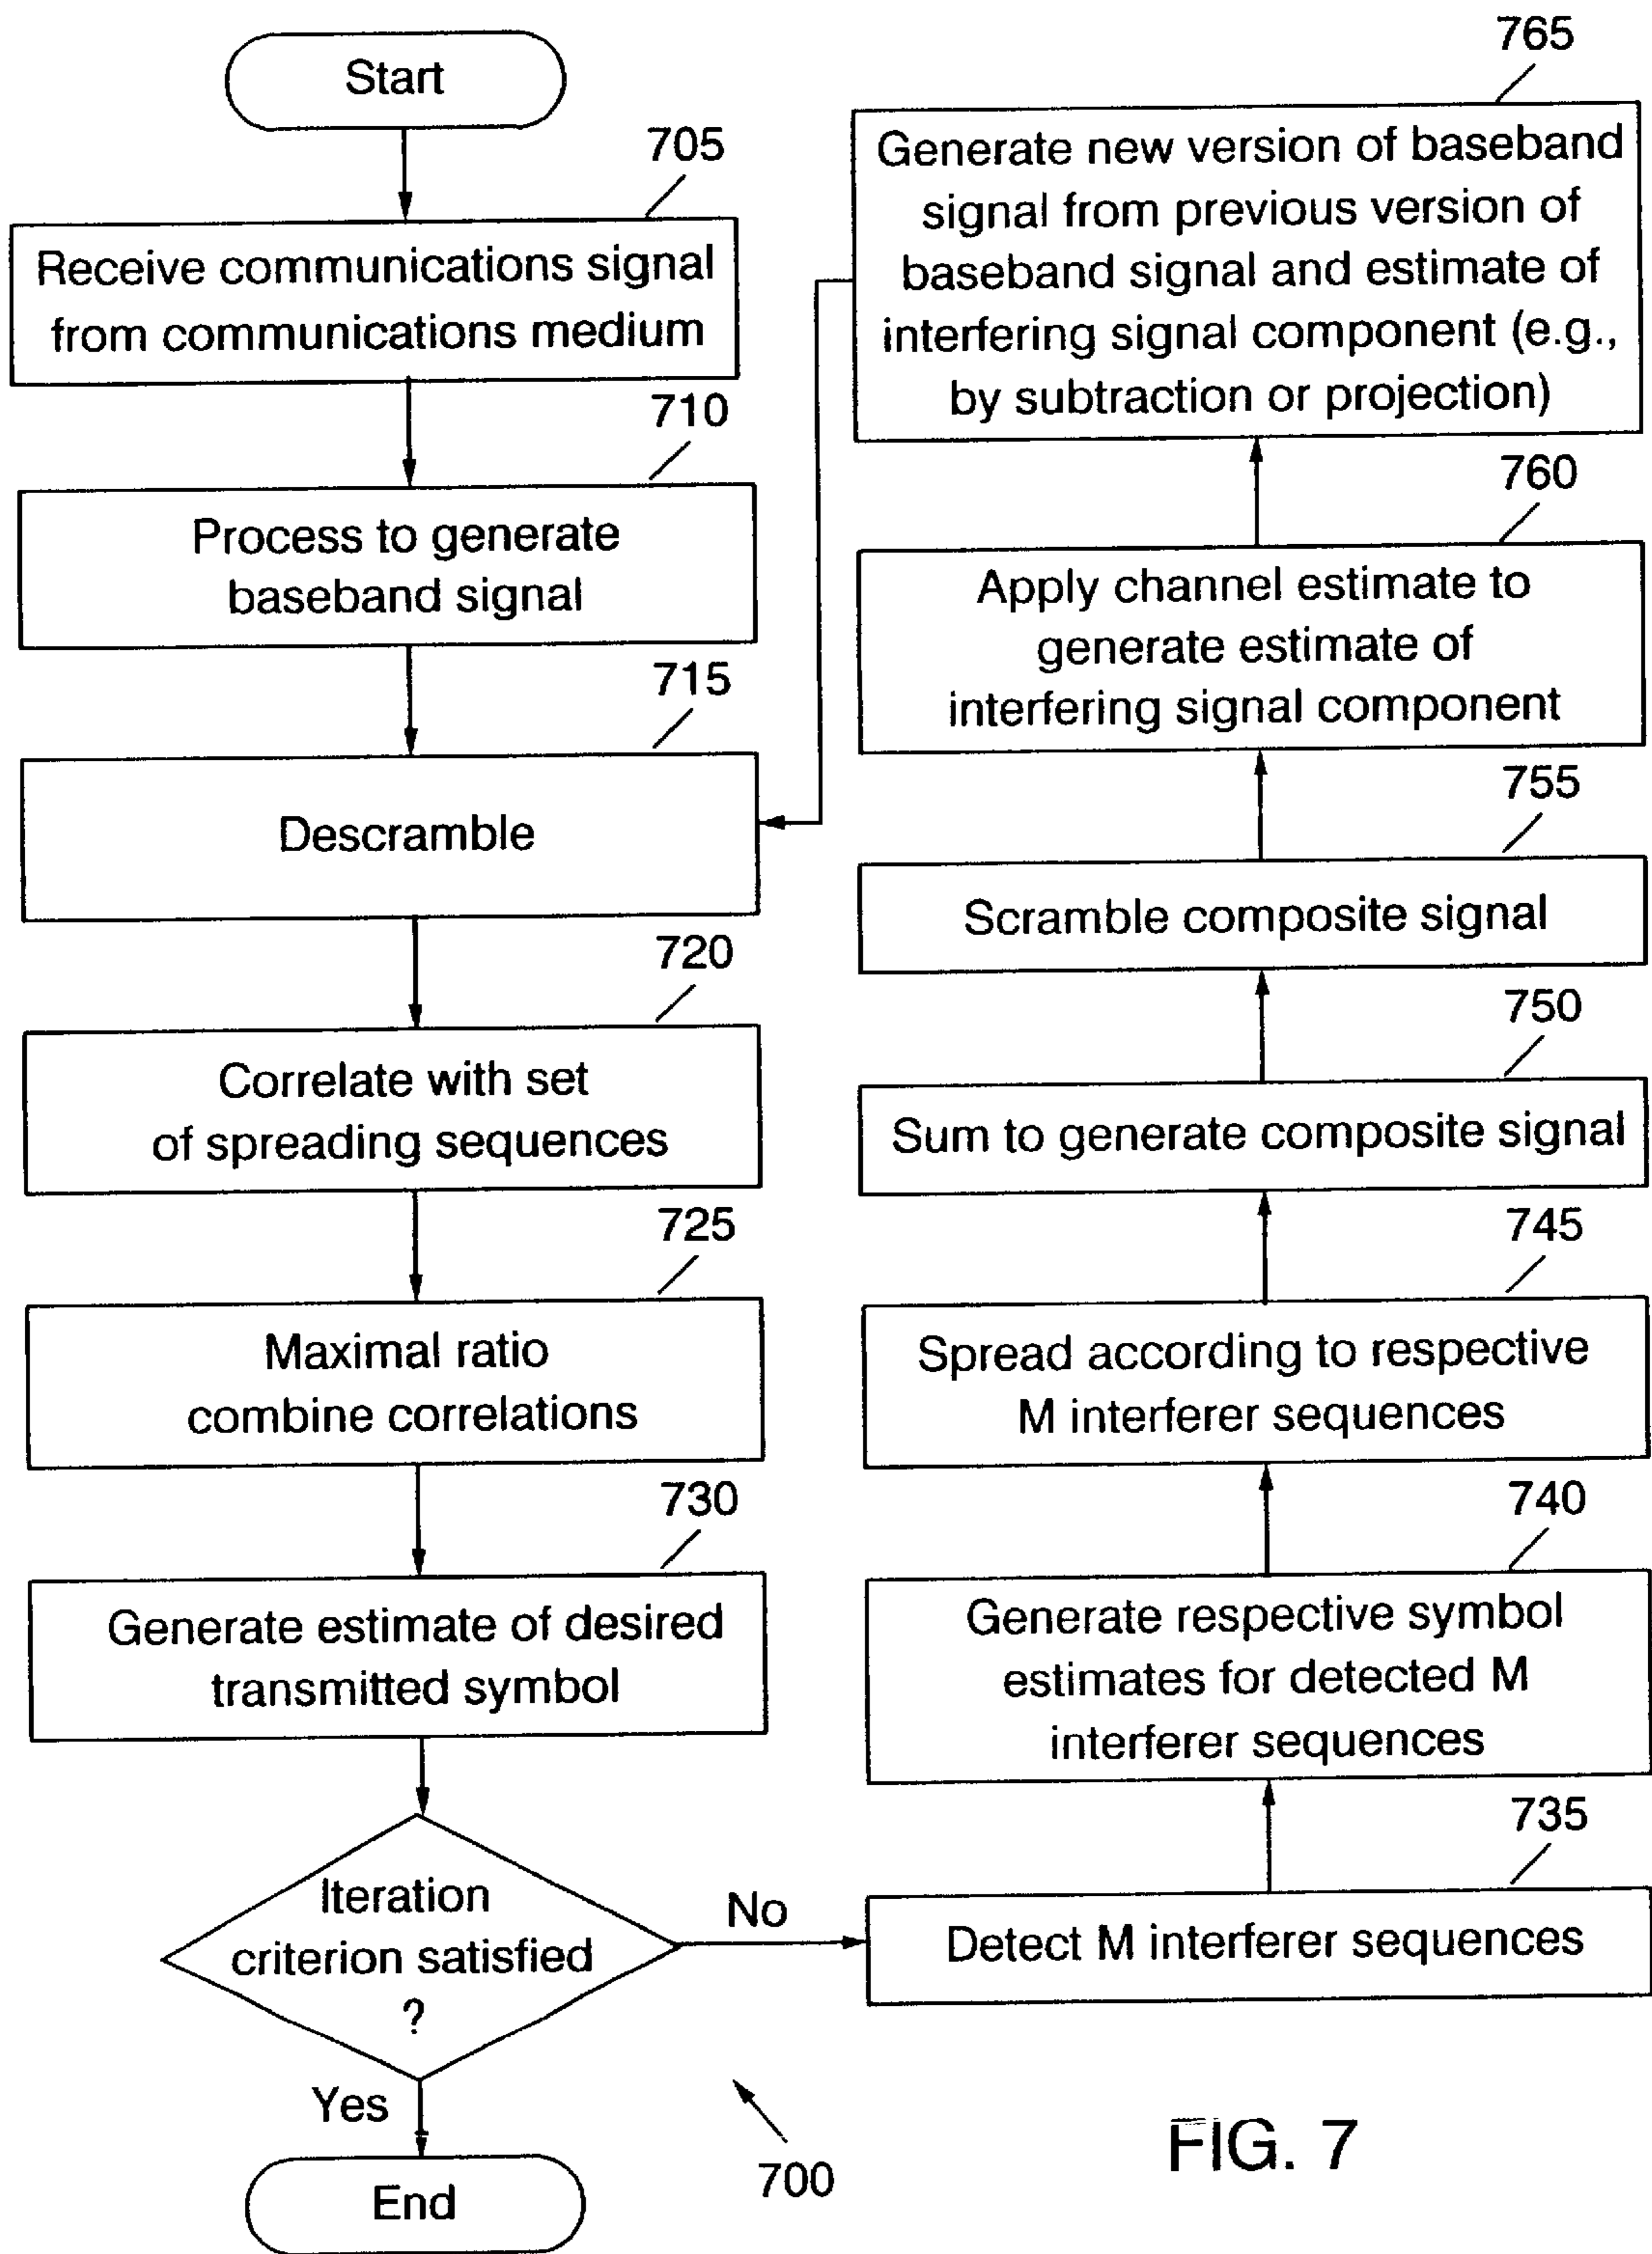 Start
705
Receive communications signal
from communications medium
710
Process to generate
baseband signal
715
Descramble
720
Correlate with set
of spreading sequences
725
Maximal ratio
combine correlations
730
Generate estimate of desired
transmitted symbol
Iteration
criterion satisfied
?
No
Yes
End
735
Detect M interferer sequences
740
Generate respective symbol
estimates for detected M
interferer sequences
745
Spread according to respective
M interferer sequences
750
Sum to generate composite signal
755
Scramble composite signal
760
Apply channel estimate to
generate estimate of
interfering signal component
765
Generate new version of baseband
signal from previous version of
baseband signal and estimate of
interfering signal component (e.g.,
by subtraction or projection)
700
FIG. 7